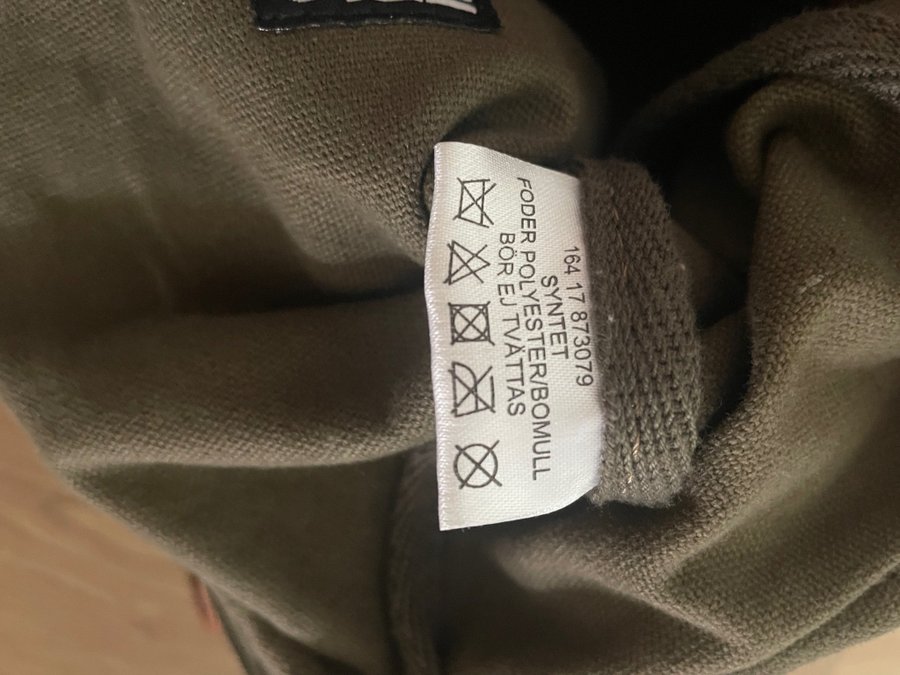 164 17 873079
SYNTET
FODER POLYESTER/BOMULL
BÖR EJ TVÄTTAS